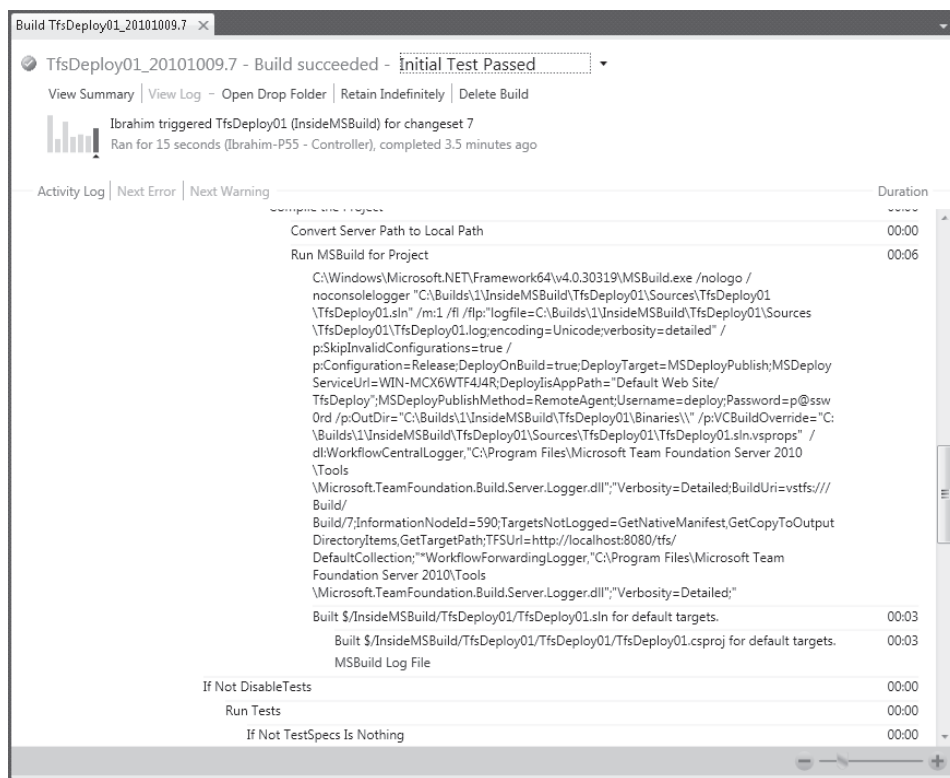 Build TfsDeploy01_20101009.7
TfsDeploy01_20101009.7 - Build succeeded - Initial Test Passed
View Summary | View Log - Open Drop Folder | Retain Indefinitely | Delete Build
Ibrahim triggered TfsDeploy01 (InsideMSBuild) for changeset 7
Ran for 15 seconds (Ibrahim-P55 - Controller), completed 3.5 minutes ago
Activity Log | Next Error | Next Warning Duration
Compile the Project
Convert Server Path to Local Path 00:00
Run MSBuild for Project 00:06
C:\Windows\Microsoft.NET\Framework64\v4.0.30319\MSBuild.exe /nologo /
noconsolelogger "C:\Builds\1\InsideMSBuild\TfsDeploy01\Sources\TfsDeploy01
\TfsDeploy01.sln" /m:1 /fl /flp:"logfile=C:\Builds\1\InsideMSBuild\TfsDeploy01\Sources
\TfsDeploy01\TfsDeploy01.log;encoding=Unicode;verbosity=detailed" /
p:SkipInvalidConfigurations=true /
p:Configuration=Release;DeployOnBuild=true;DeployTarget=MSDeployPublish;MSDeploy
ServiceUrl=WIN-MCX6WTF4J4R;DeployIisAppPath="Default Web Site/
TfsDeploy";MSDeployPublishMethod=RemoteAgent;Username=deploy;Password=p@ssw
0rd /p:OutDir="C:\Builds\1\InsideMSBuild\TfsDeploy01\Binaries\\" /p:VCBuildOverride="C:
\Builds\1\InsideMSBuild\TfsDeploy01\Sources\TfsDeploy01\TfsDeploy01.sln.vsprops" /
dl:WorkflowCentralLogger,"C:\Program Files\Microsoft Team Foundation Server 2010
\Tools
\Microsoft.TeamFoundation.Build.Server.Logger.dll";"Verbosity=Detailed;BuildUri=vstfs:///
Build/
Build/7;InformationNodeId=590;TargetsNotLogged=GetNativeManifest,GetCopyToOutput
DirectoryItems,GetTargetPath;TFSUrl=http://localhost:8080/tfs/
DefaultCollection;"*WorkflowForwardingLogger,"C:\Program Files\Microsoft Team
Foundation Server 2010\Tools
\Microsoft.TeamFoundation.Build.Server.Logger.dll";"Verbosity=Detailed;"
Built $/InsideMSBuild/TfsDeploy01/TfsDeploy01.sln for default targets. 00:03
Built $/InsideMSBuild/TfsDeploy01/TfsDeploy01/TfsDeploy01.csproj for default targets. 00:03
MSBuild Log File
If Not DisableTests 00:00
Run Tests 00:00
If Not TestSpecs Is Nothing 00:00